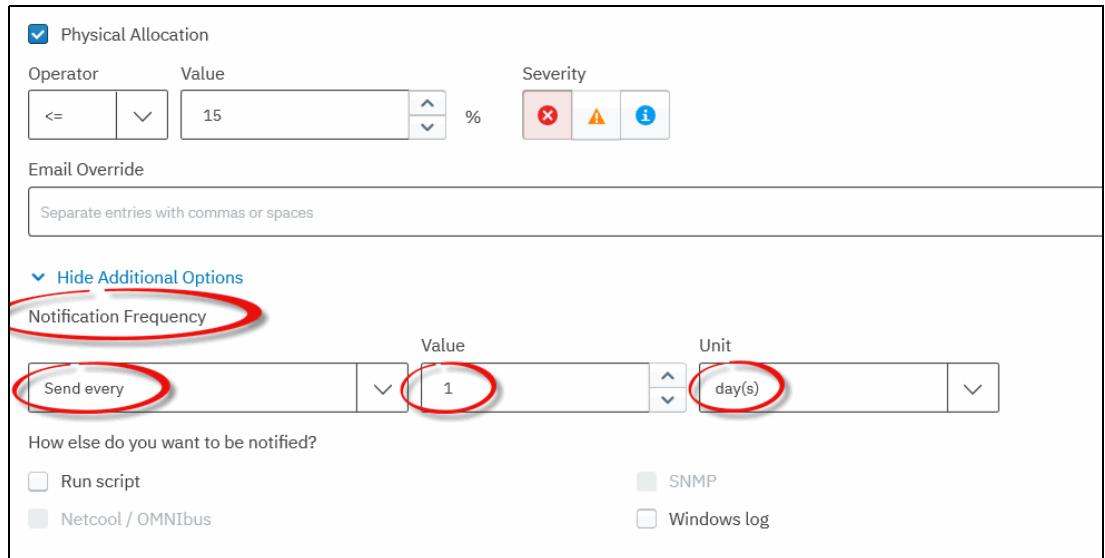 Physical Allocation
Operator Value Severity
<= 15 %
Email Override
Separate entries with commas or spaces
Hide Additional Options
Notification Frequency
Value Unit
Send every 1 day(s)
How else do you want to be notified?
Run script SNMP
Netcool / OMNIbus Windows log